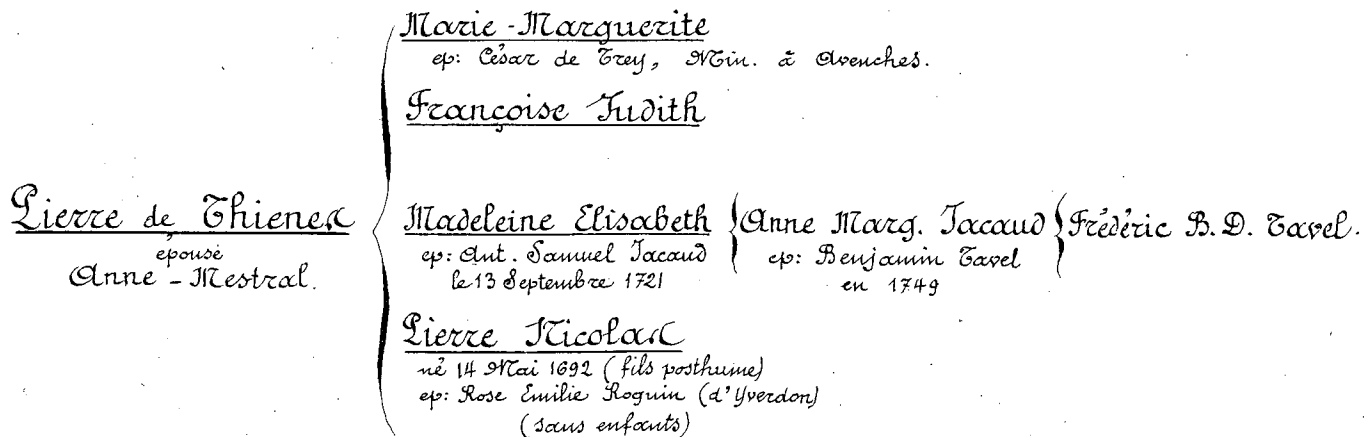 Marie-Marguerite
ep: César de Trey, Min. à Avenches.
Françoise Judith
Pierre de Thienex
épousé
Anne-Mestral.
Madeleine Elisabeth
ep: Ant. Samuel Jacaud
le 13 Septembre 1721
Anne Marg. Jacaud
ep: Benjamin Tavel
en 1749
Frédéric B. D. Tavel.
Pierre Nicolas
né 14 Mai 1692 (fils posthume)
ep: Rose Emilie Roguin (d'Yverdon)
(sans enfants)